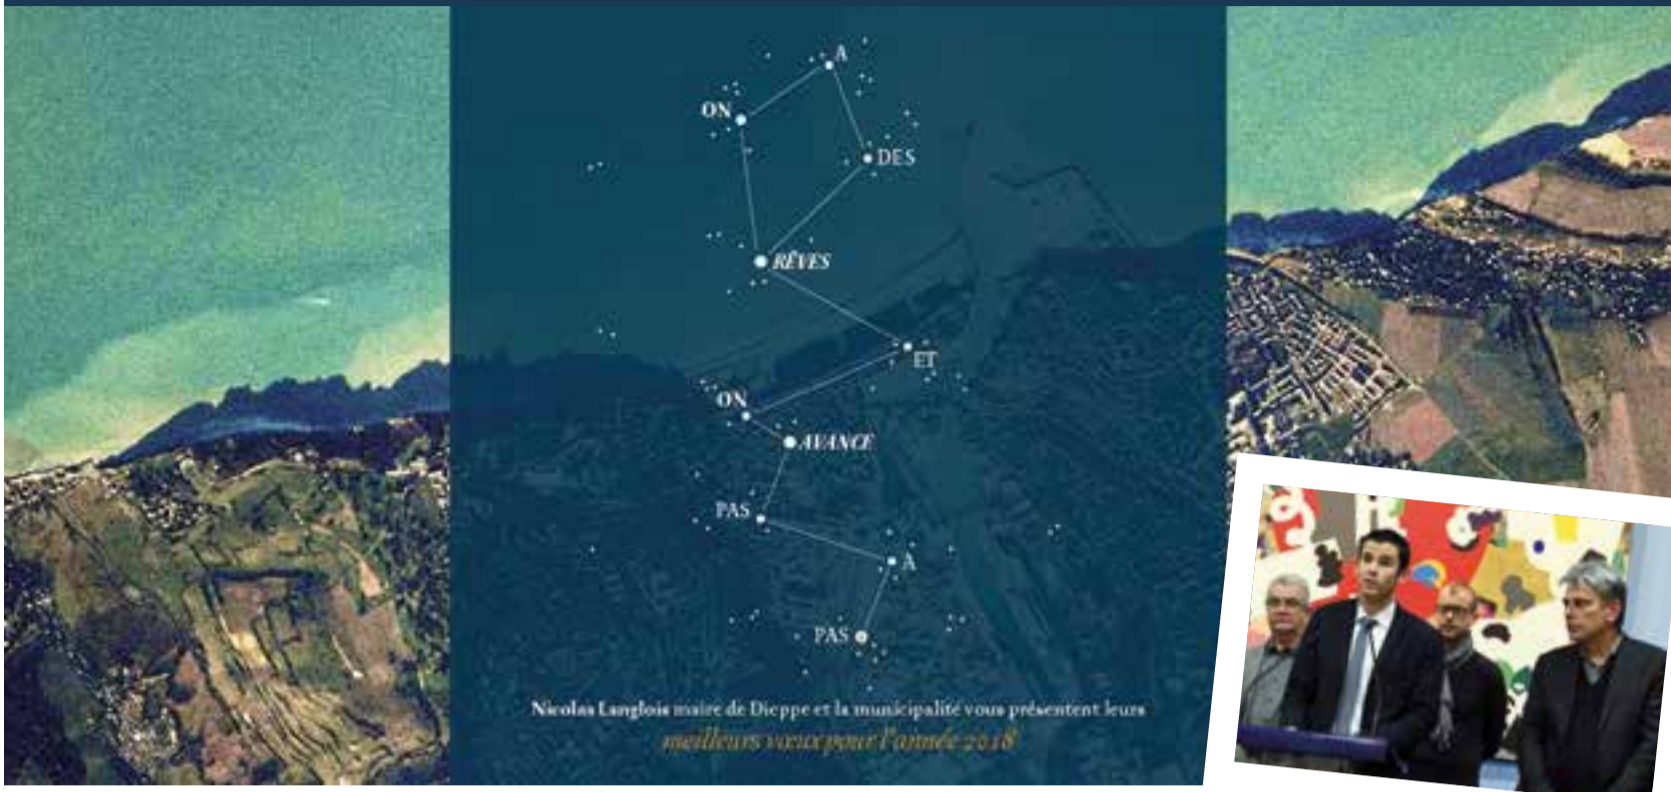 ON A
DES
RÊVES
ET
ON
AVANCE
PAS
A
PAS
Nicolas Langlois maire de Dieppe et la municipalité vous présentent leurs
meilleurs vœux pour l'année 2018